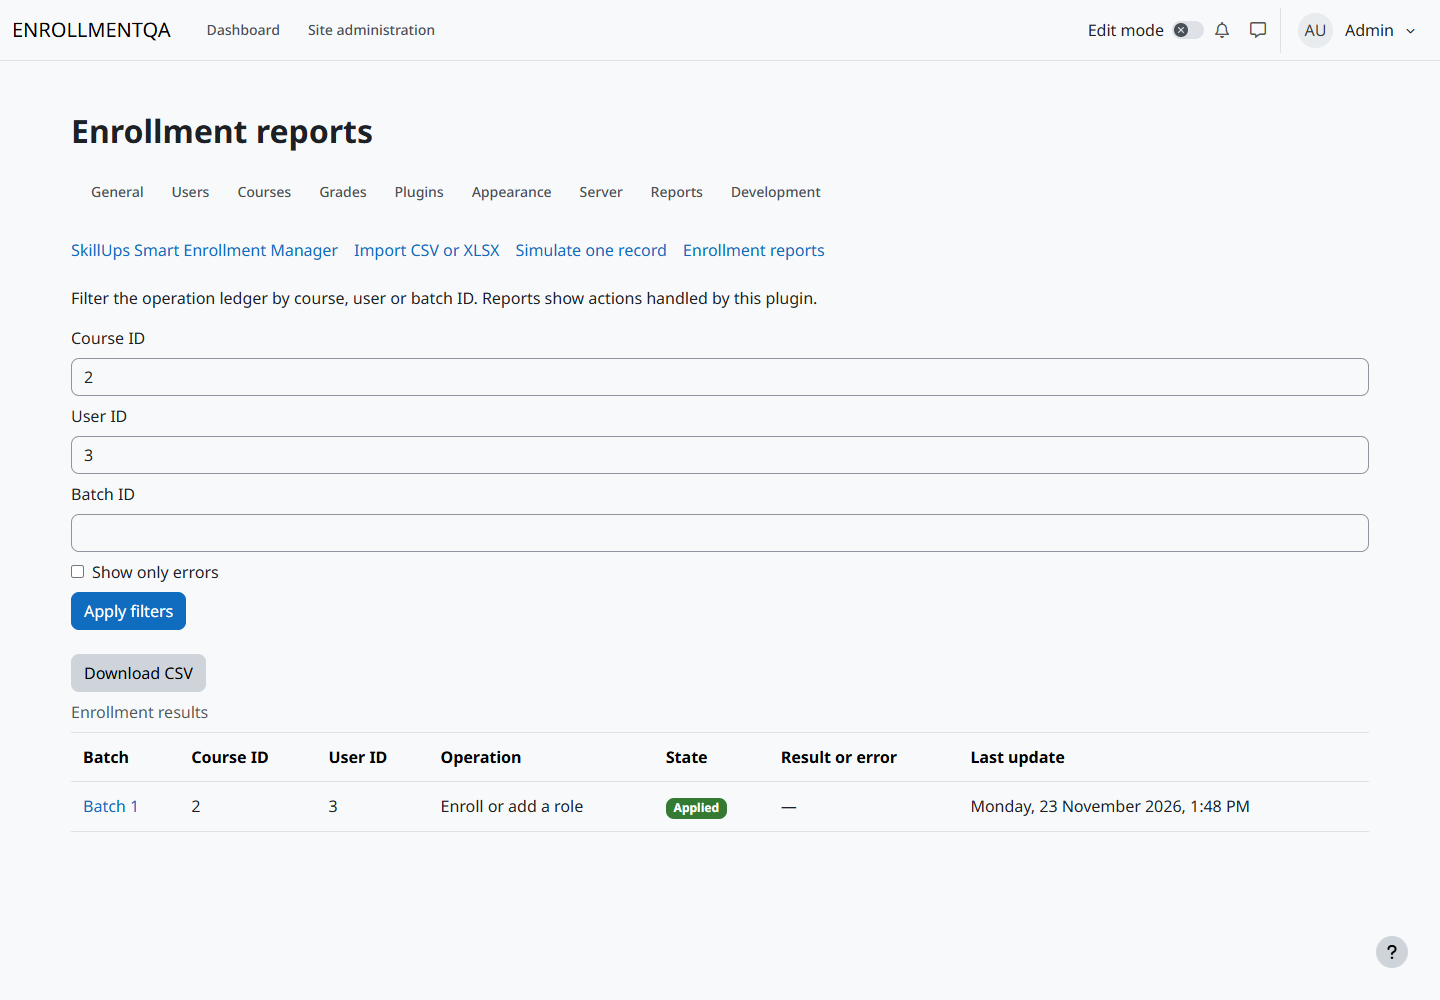 ENROLLMENTQA Dashboard Site administration Edit mode AU Admin
Enrollment reports
General Users Courses Grades Plugins Appearance Server Reports Development
SkillUps Smart Enrollment Manager Import CSV or XLSX Simulate one record Enrollment reports
Filter the operation ledger by course, user or batch ID. Reports show actions handled by this plugin.
Course ID
2
User ID
3
Batch ID
Show only errors
Apply filters
Download CSV
Enrollment results
Batch Course ID User ID Operation State Result or error Last update
Batch 1 2 3 Enroll or add a role Applied — Monday, 23 November 2026, 1:48 PM
?